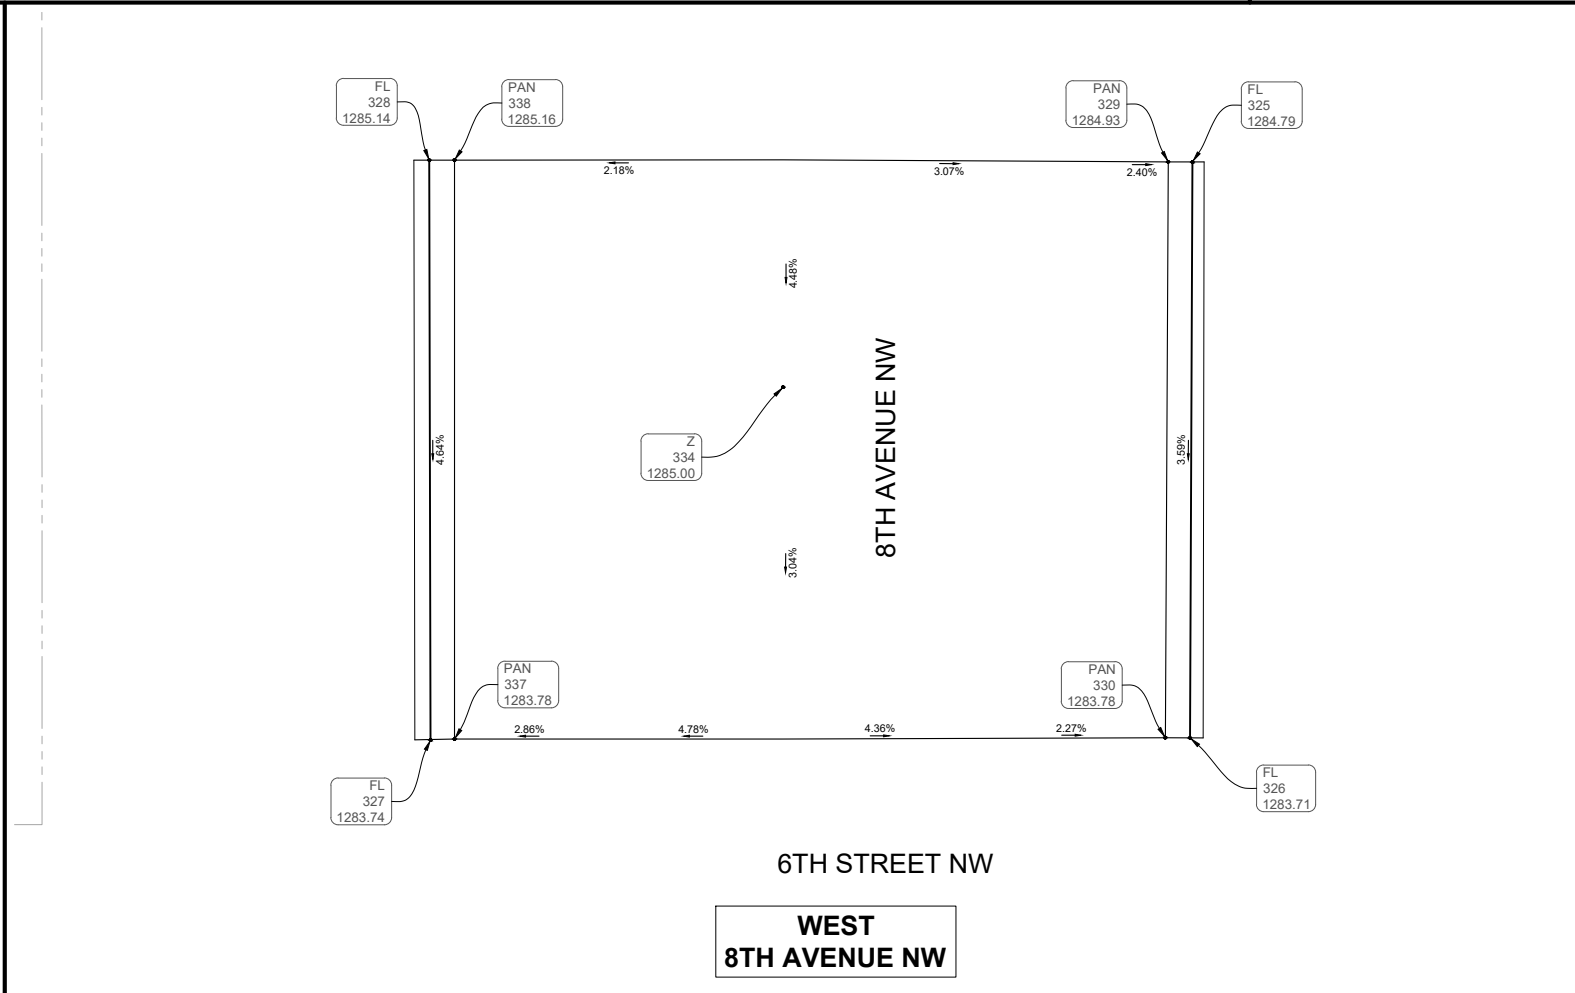 FL
328
1285.14
PAN
338
1285.16
PAN
329
1284.93
FL
325
1284.79
2.18%
3.07%
2.40%
4.48%
8TH AVENUE NW
4.64%
3.59%
Z
334
1285.00
3.04%
PAN
337
1283.78
PAN
330
1283.78
2.86%
4.78%
4.36%
2.27%
FL
327
1283.74
FL
326
1283.71
6TH STREET NW
WEST
8TH AVENUE NW